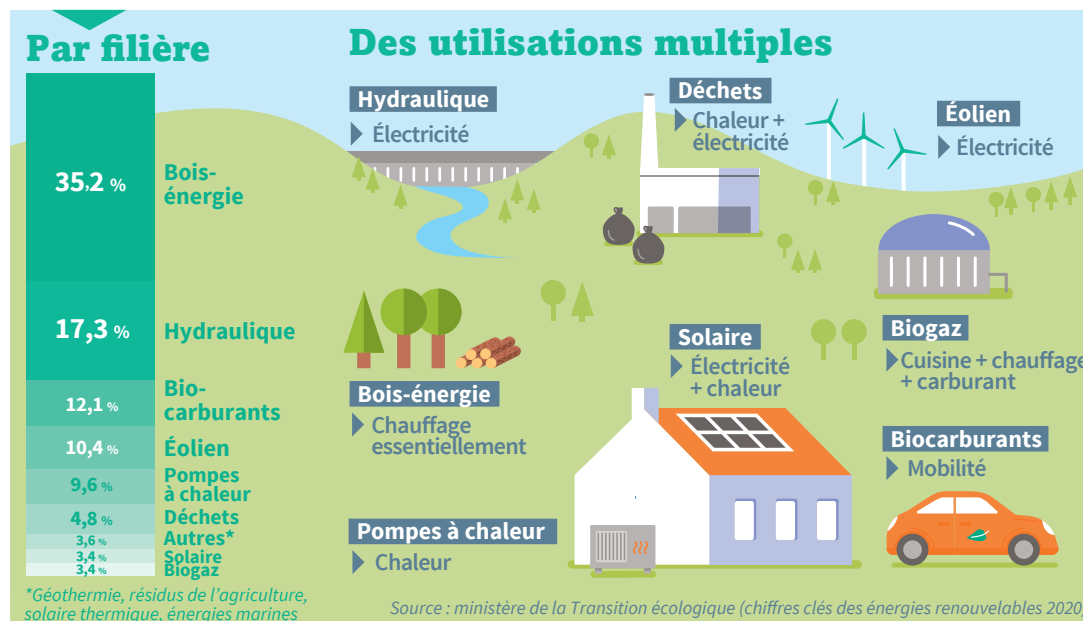 Par filière
35,2 %
Bois-
énergie
17,3 %
Hydraulique
12,1 %
Bio-
carburants
10,4 %
Éolien
9,6 %
Pompes
à chaleur
4,8 %
Déchets
3,6 %
Autres*
3,4 %
Solaire
3,4 %
Biogaz
*Géothermie, résidus de l'agriculture,
solaire thermique, énergies marines
Des utilisations multiples
Hydraulique
Électricité
Déchets
Chaleur +
électricité
Éolien
Électricité
Bois-énergie
Chauffage
essentiellement
Solaire
Électricité
+ chaleur
Biogaz
Cuisine + chauffage
+ carburant
Pompes à chaleur
Chaleur
Biocarburants
Mobilité
Source : ministère de la Transition écologique (chiffres clés des énergies renouvelables 2020)